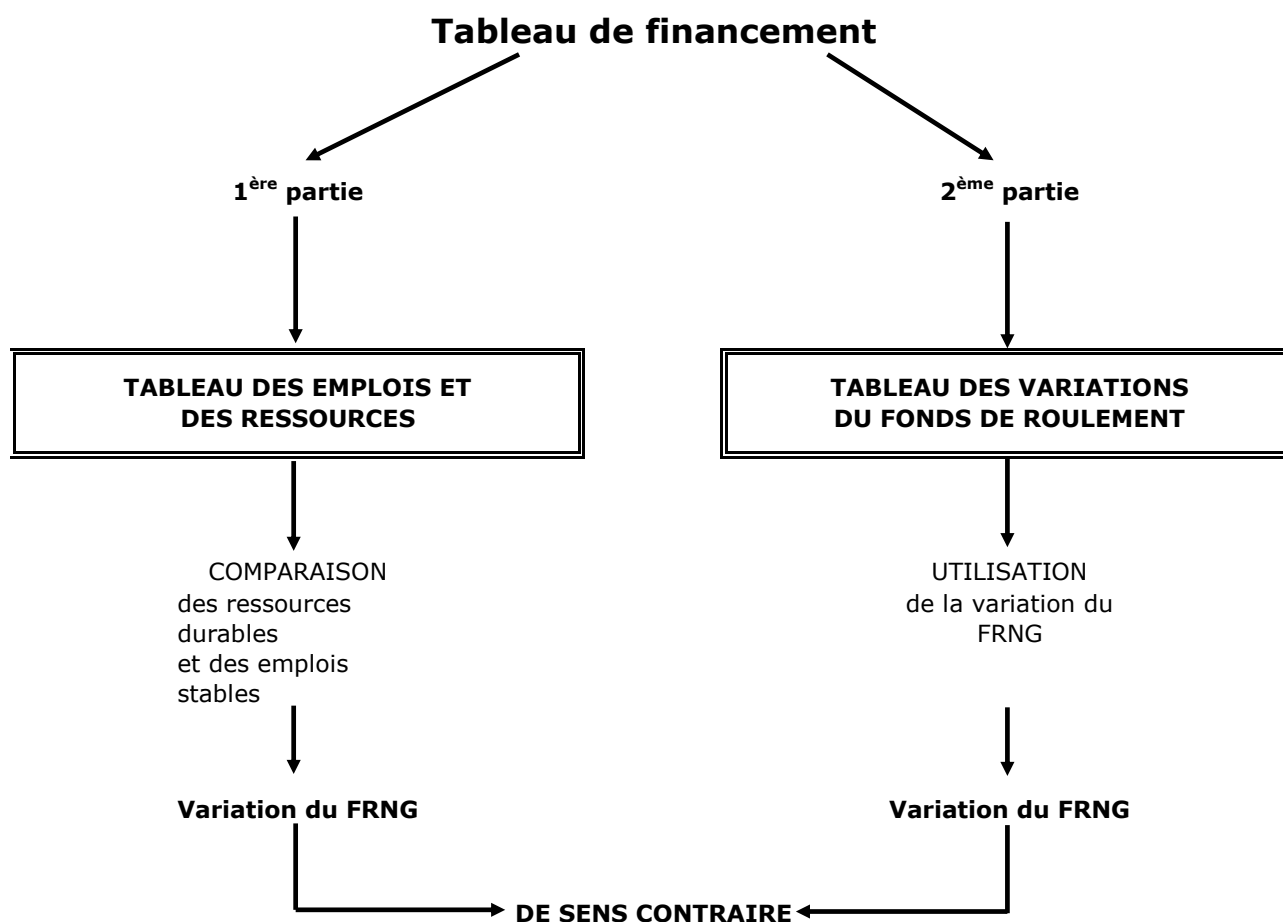 Tableau de financement
1ère partie
2ème partie
TABLEAU DES EMPLOIS ET
DES RESSOURCES
TABLEAU DES VARIATIONS
DU FONDS DE ROULEMENT
COMPARAISON
des ressources
durables
et des emplois
stables
UTILISATION
de la variation du
FRNG
Variation du FRNG
Variation du FRNG
DE SENS CONTRAIRE